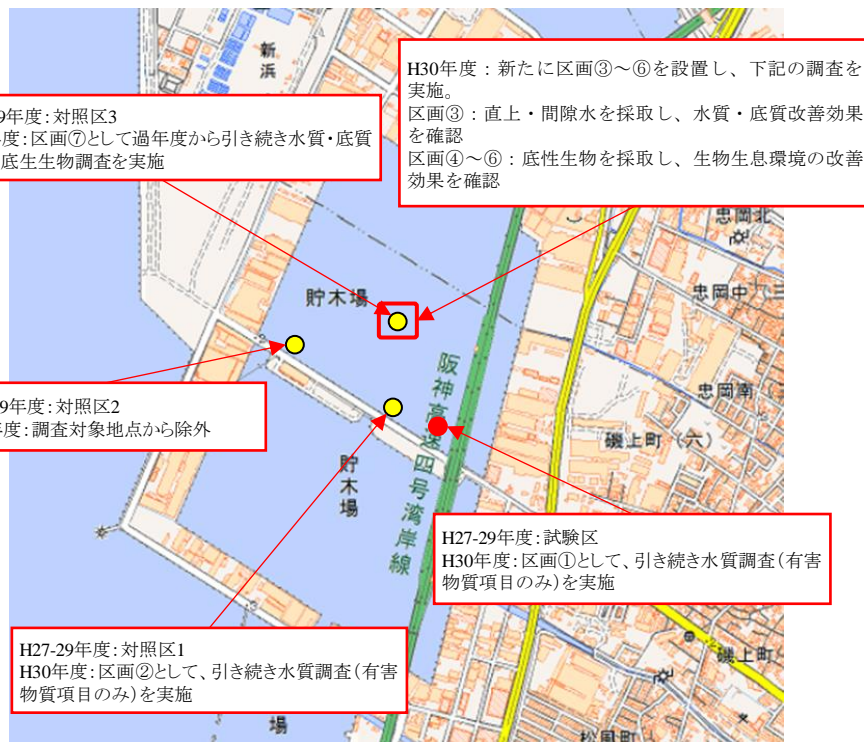 新浜
H30年度：新たに区画③～⑥を設置し、下記の調査を
実施。
区画③：直上・間隙水を採取し、水質・底質改善効果
を確認
区画④～⑥：底性生物を採取し、生物生息環境の改善
効果を確認
9年度：対照区3
年度：区画⑦として過年度から引き続き水質・底質
底生生物調査を実施
忠岡北
忠岡中（三
貯木場
忠岡南
阪神高速四号湾岸線
9年度：対照区2
年度：調査対象地点から除外
磯上町（六）
貯木場
H27-29年度：試験区
H30年度：区画①として、引き続き水質調査（有害
物質項目のみ）を実施
H27-29年度：対照区1
H30年度：区画②として、引き続き水質調査（有害
物質項目のみ）を実施
磯上町
場
松風町